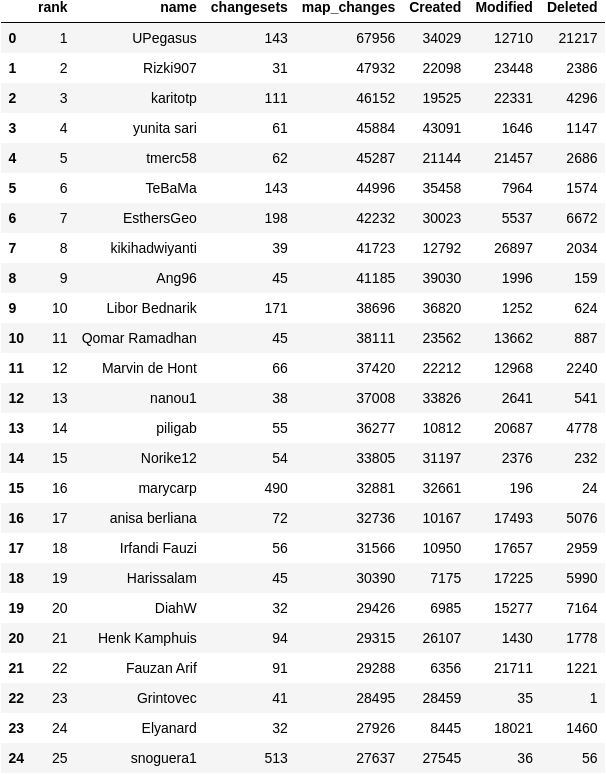 rank name changesets map_changes Created Modified Deleted
0 1 UPegasus 143 67956 34029 12710 21217
1 2 Rizki907 31 47932 22098 23448 2386
2 3 karitotp 111 46152 19525 22331 4296
3 4 yunita sari 61 45884 43091 1646 1147
4 5 tmerc58 62 45287 21144 21457 2686
5 6 TeBaMa 143 44996 35458 7964 1574
6 7 EsthersGeo 198 42232 30023 5537 6672
7 8 kikihadwiyanti 39 41723 12792 26897 2034
8 9 Ang96 45 41185 39030 1996 159
9 10 Libor Bednarik 171 38696 36820 1252 624
10 11 Qomar Ramadhan 45 38111 23562 13662 887
11 12 Marvin de Hont 66 37420 22212 12968 2240
12 13 nanou1 38 37008 33826 2641 541
13 14 piligab 55 36277 10812 20687 4778
14 15 Norike12 54 33805 31197 2376 232
15 16 marycarp 490 32881 32661 196 24
16 17 anisa berliana 72 32736 10167 17493 5076
17 18 Irfandi Fauzi 56 31566 10950 17657 2959
18 19 Harissalam 45 30390 7175 17225 5990
19 20 DiahW 32 29426 6985 15277 7164
20 21 Henk Kamphuis 94 29315 26107 1430 1778
21 22 Fauzan Arif 91 29288 6356 21711 1221
22 23 Grintovec 41 28495 28459 35 1
23 24 Elyanard 32 27926 8445 18021 1460
24 25 snoguera1 513 27637 27545 36 56